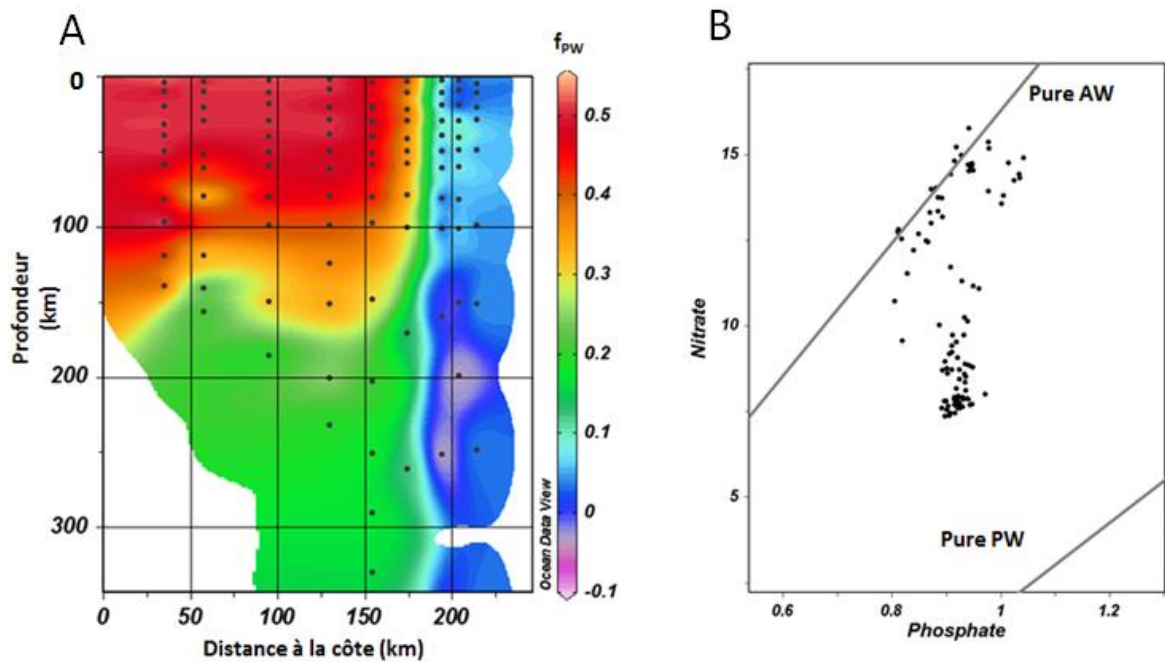 A
f_PW
0
100
200
300
Profondeur
(km)
0
50
100
150
200
Distance à la côte (km)
Ocean Data View
0.5
0.4
0.3
0.2
0.1
0
-0.1
B
Pure AW
15
10
5
Nitrate
Pure PW
0.6
0.8
1
1.2
Phosphate